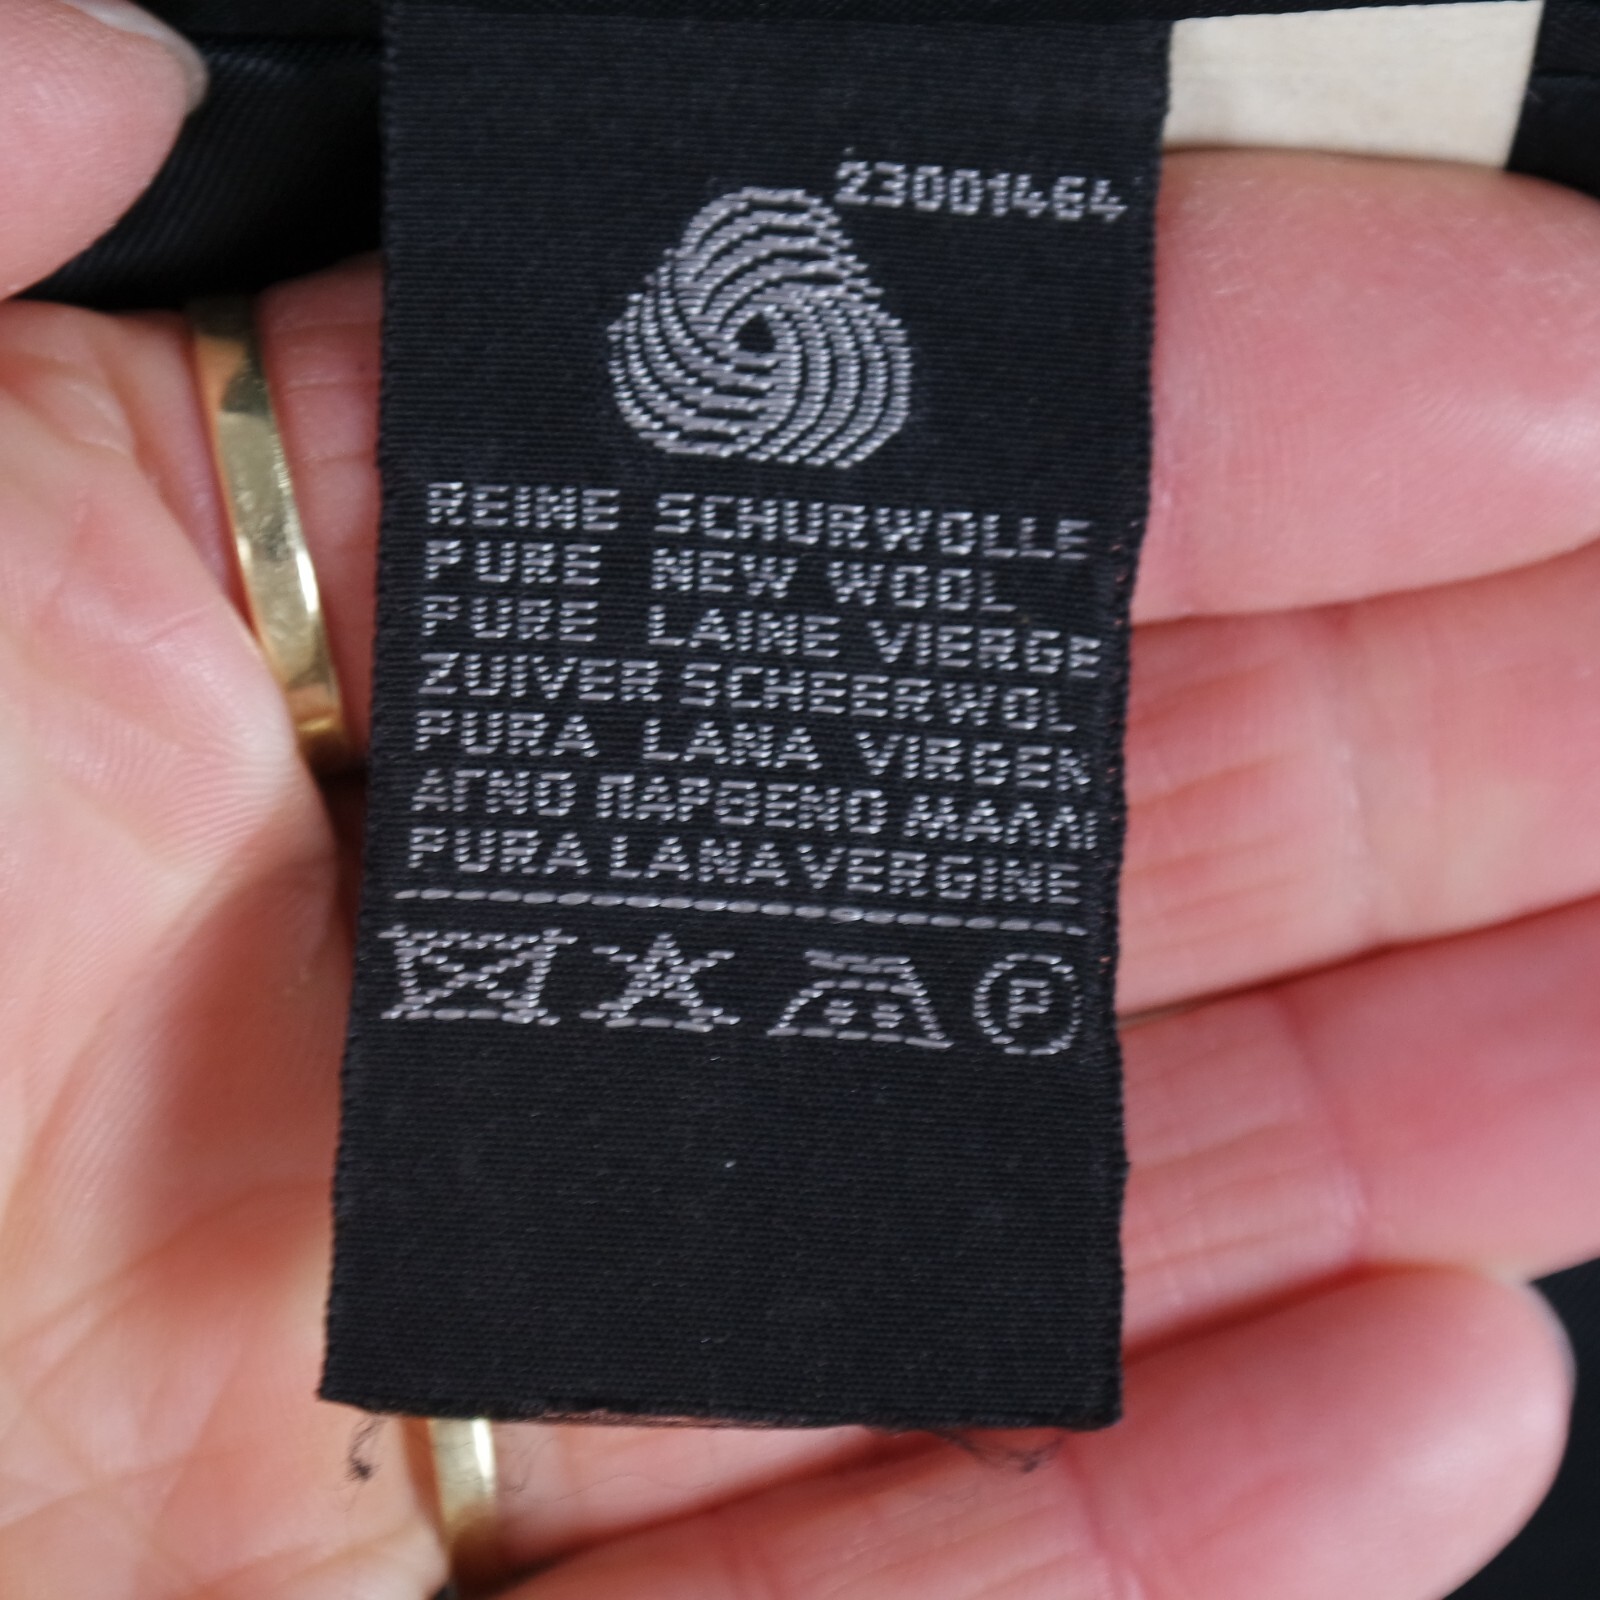 23001464
REINE SCHURWOLLE
PURE NEW WOOL
PURE LAINE VIERGE
ZUIVER SCHEERWOL
PURA LANA VIRGEN
ΑΓΝΟ ΠΑΡΘΕΝΟ ΜΑΛΛΙ
PURA LANA VERGINE
P